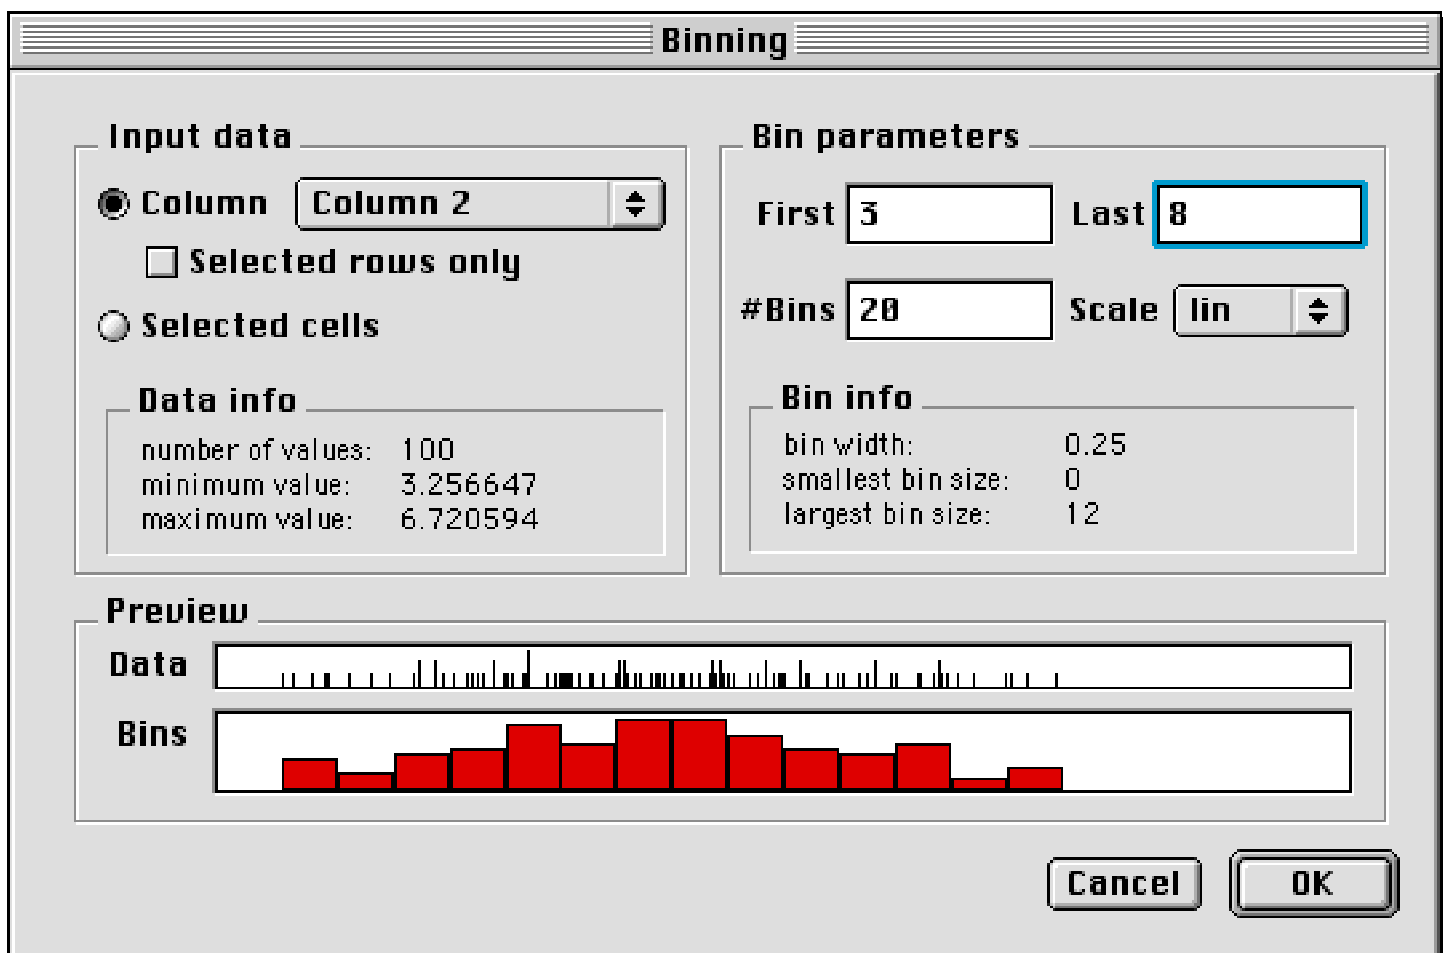 Binning
Input data
Column Column 2
Selected rows only
Selected cells
Data info
number of values: 100
minimum value: 3.256647
maximum value: 6.720594
Bin parameters
First 3 Last 8
#Bins 20 Scale lin
Bin info
bin width: 0.25
smallest bin size: 0
largest bin size: 12
Preview
Data
Bins
Cancel OK